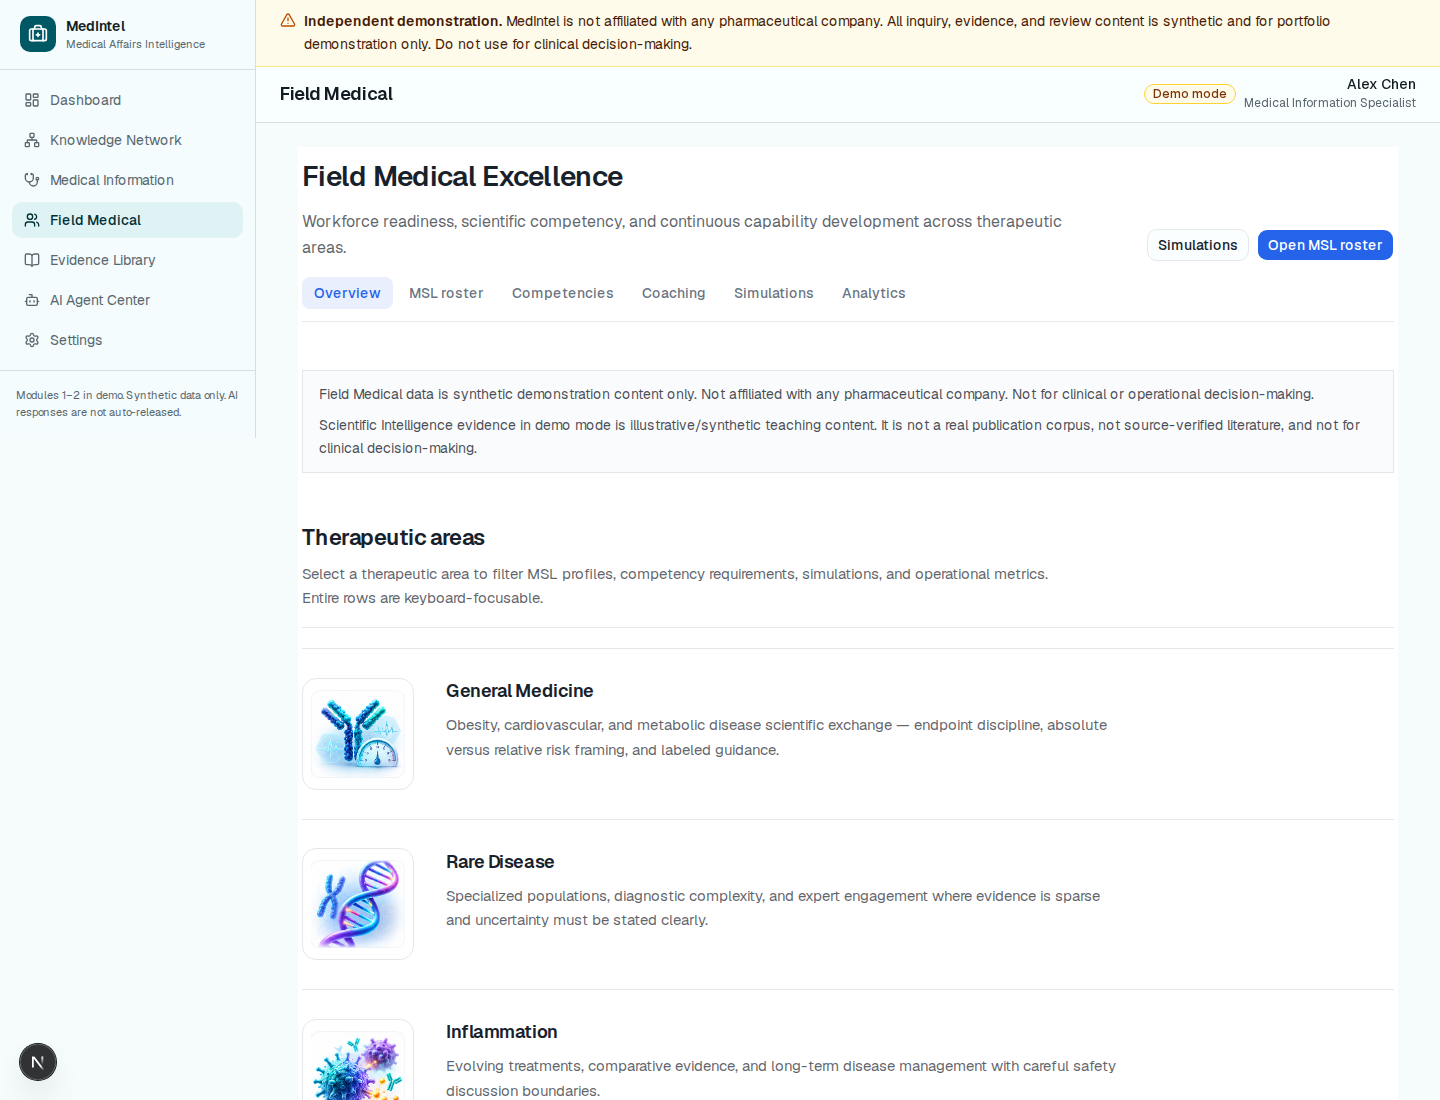 MedIntel
Medical Affairs Intelligence
Dashboard
Knowledge Network
Medical Information
Field Medical
Evidence Library
AI Agent Center
Settings
Modules 1–2 in demo. Synthetic data only. AI
responses are not auto-released.
N
Independent demonstration. MedIntel is not affiliated with any pharmaceutical company. All inquiry, evidence, and review content is synthetic and for portfolio
demonstration only. Do not use for clinical decision-making.
Field Medical
Demo mode
Alex Chen
Medical Information Specialist
Field Medical Excellence
Workforce readiness, scientific competency, and continuous capability development across therapeutic
areas.
Simulations
Open MSL roster
Overview
MSL roster
Competencies
Coaching
Simulations
Analytics
Field Medical data is synthetic demonstration content only. Not affiliated with any pharmaceutical company. Not for clinical or operational decision-making.
Scientific Intelligence evidence in demo mode is illustrative/synthetic teaching content. It is not a real publication corpus, not source-verified literature, and not for
clinical decision-making.
Therapeutic areas
Select a therapeutic area to filter MSL profiles, competency requirements, simulations, and operational metrics.
Entire rows are keyboard-focusable.
General Medicine
Obesity, cardiovascular, and metabolic disease scientific exchange — endpoint discipline, absolute
versus relative risk framing, and labeled guidance.
Rare Disease
Specialized populations, diagnostic complexity, and expert engagement where evidence is sparse
and uncertainty must be stated clearly.
Inflammation
Evolving treatments, comparative evidence, and long-term disease management with careful safety
discussion boundaries.